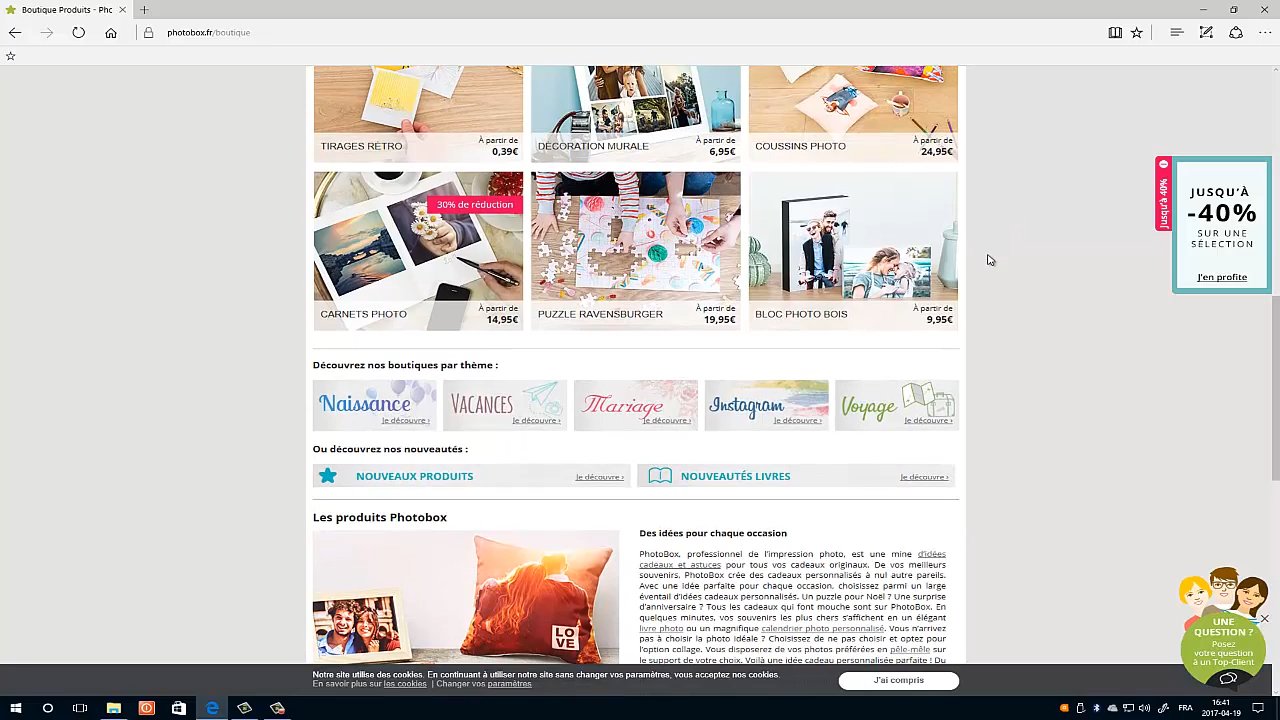 Boutique Produits - Phc
photobox.fr/boutique
TIRAGES RÉTRO
À partir de
0,39€
DÉCORATION MURALE
À partir de
6,95€
COUSSINS PHOTO
À partir de
24,95€
30% de réduction
CARNETS PHOTO
À partir de
14,95€
PUZZLE RAVENSBURGER
À partir de
19,95€
BLOC PHOTO BOIS
À partir de
9,95€
Jusqu'à 40%
JUSQU'À
-40%
SUR UNE
SÉLECTION
J'en profite
Découvrez nos boutiques par thème :
Naissance
Je découvre ›
VACANCES
Je découvre ›
Mariage
Je découvre ›
Instagram
Je découvre ›
Voyage
Je découvre ›
Ou découvrez nos nouveautés :
NOUVEAUX PRODUITS
Je découvre ›
NOUVEAUTÉS LIVRES
Je découvre ›
Les produits Photobox
LO
VE
Des idées pour chaque occasion
PhotoBox, professionnel de l'impression photo, est une mine d'idées
cadeaux et astuces pour tous vos cadeaux originaux. De vos meilleurs
souvenirs, PhotoBox crée des cadeaux personnalisés à nul autre pareils.
Avec une idée parfaite pour chaque occasion, choisissez parmi un large
éventail d'idées cadeaux personnalisés. Un puzzle pour Noël ? Une surprise
d'anniversaire ? Tous les cadeaux qui font mouche sont sur PhotoBox. En
quelques minutes, vos souvenirs les plus chers s'affichent en un élégant
livre photo ou un magnifique calendrier photo personnalisé. Vous n'arrivez
pas à choisir la photo idéale ? Choisissez de ne pas choisir et optez pour
l'option collage. Vous disposerez de vos photos préférées en pêle-mêle sur
le support de votre choix. Voilà une idée cadeau personnalisée parfaite ! Du
UNE
QUESTION ?
Posez
votre question
à un Top-Client
Notre site utilise des cookies. En continuant à utiliser notre site sans changer vos paramètres, vous acceptez nos cookies.
En savoir plus sur les cookies | Changer vos paramètres
J'ai compris
FRA
16:41
2017-04-19